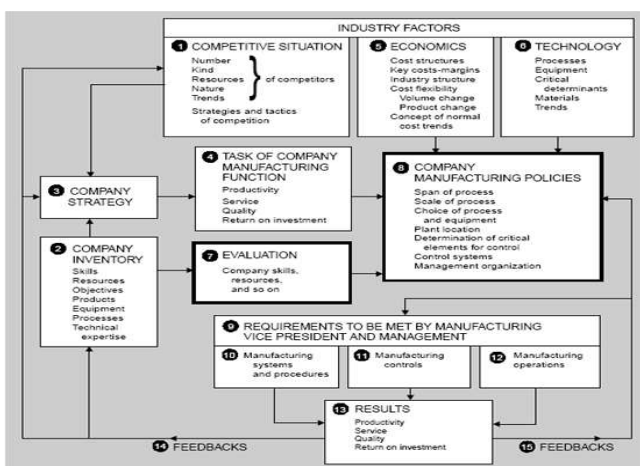 INDUSTRY FACTORS
1 COMPETITIVE SITUATION
Number
Kind
Resources
Nature
Trends
of competitors
Strategies and tactics
of competition
5 ECONOMICS
Cost structures
Key costs-margins
Industry structure
Cost flexibility
Volume change
Product change
Concept of normal
cost trends
6 TECHNOLOGY
Processes
Equipment
Critical
determinants
Materials
Trends
3 COMPANY
STRATEGY
4 TASK OF COMPANY
MANUFACTURING
FUNCTION
Productivity
Service
Quality
Return on investment
8 COMPANY
MANUFACTURING POLICIES
Span of process
Scale of process
Choice of process
and equipment
Plant location
Determination of critical
elements for control
Control systems
Management organization
2 COMPANY
INVENTORY
Skills
Resources
Objectives
Products
Equipment
Processes
Technical
expertise
7 EVALUATION
Company skills,
resources,
and so on
9 REQUIREMENTS TO BE MET BY MANUFACTURING
VICE PRESIDENT AND MANAGEMENT
10 Manufacturing
systems
and procedures
11 Manufacturing
controls
12 Manufacturing
operations
13 RESULTS
Productivity
Service
Quality
Return on investment
14 FEEDBACKS
15 FEEDBACKS